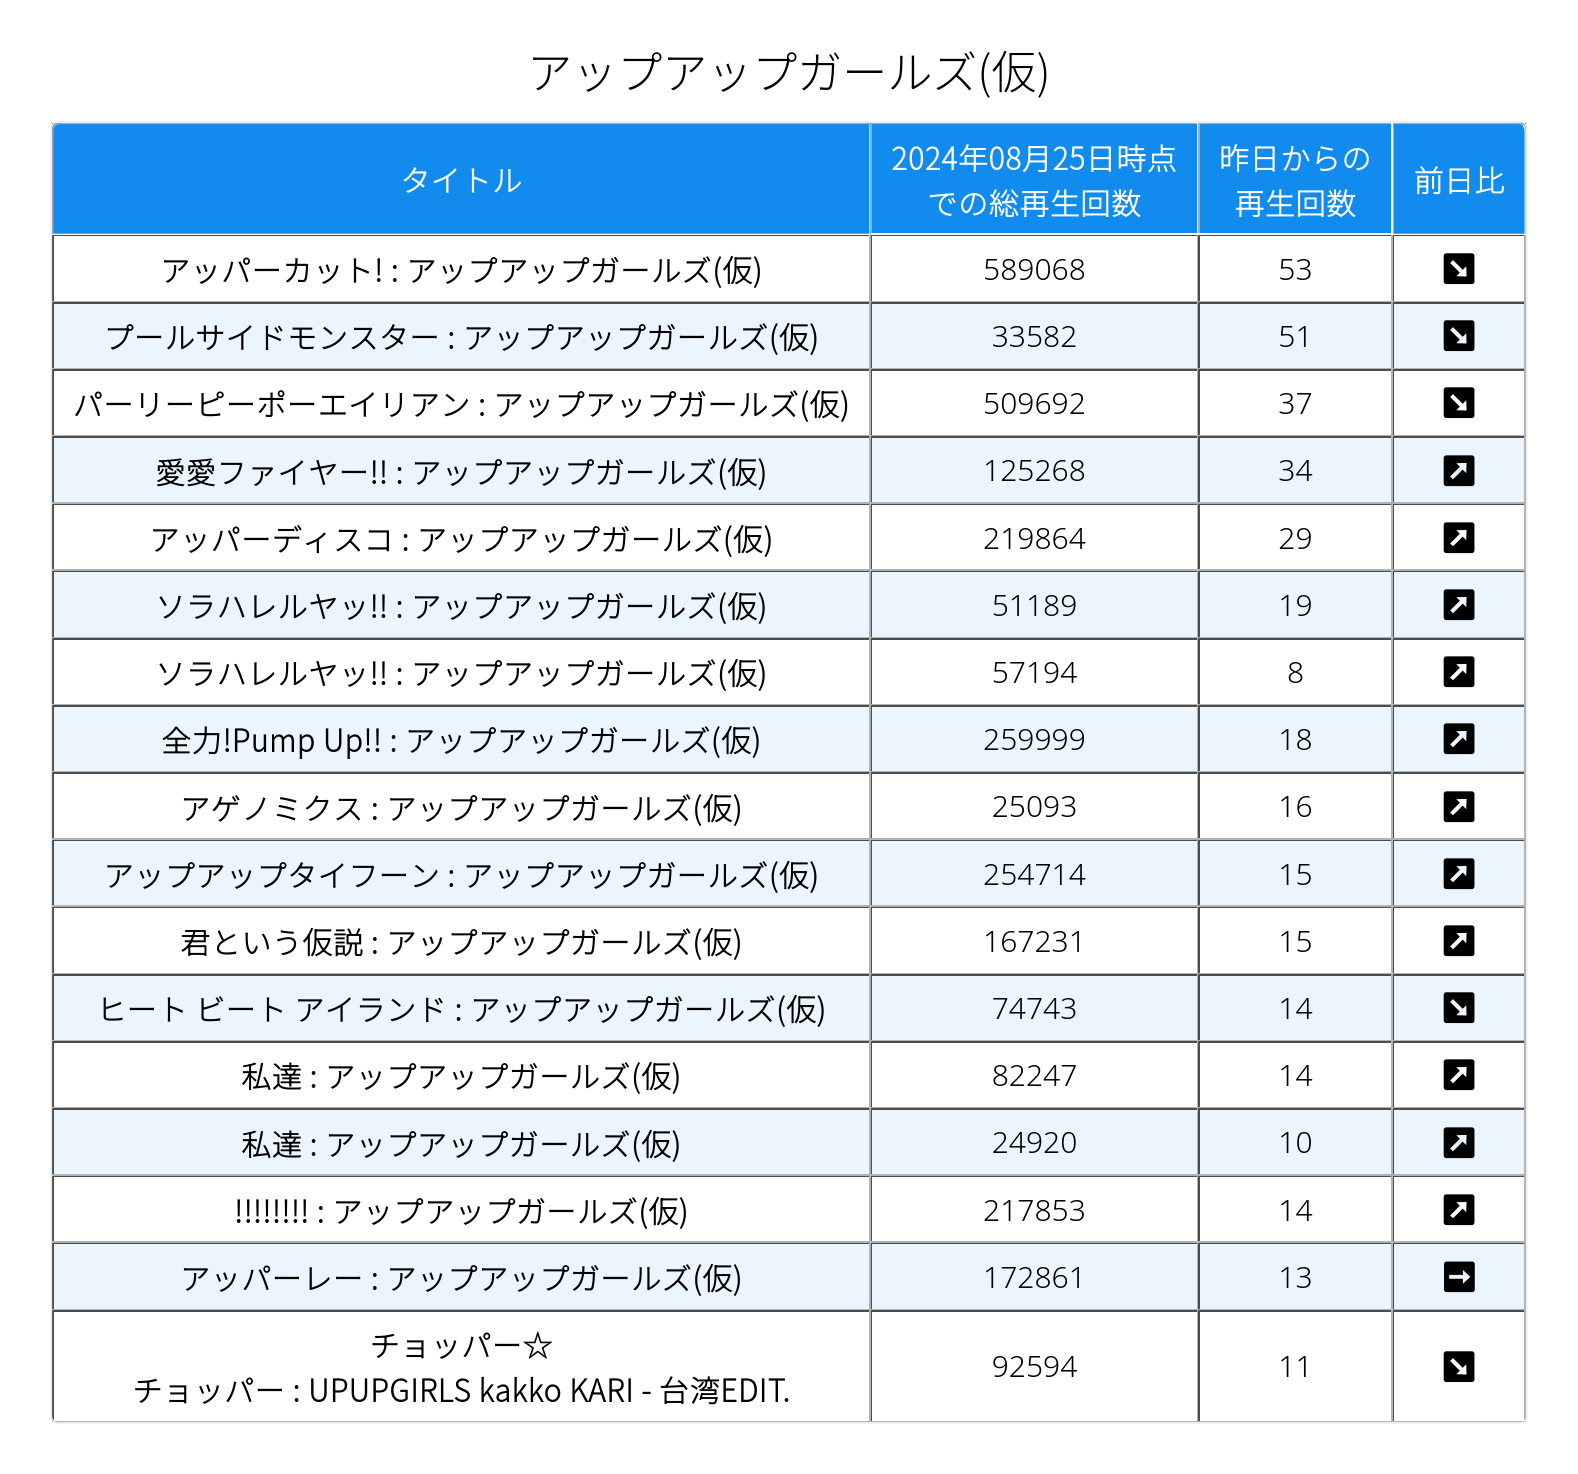 アップアップガールズ(仮)
タイトル 2024年08月25日時点 昨日からの 前日比
での総再生回数 再生回数
アッパーカット! : アップアップガールズ(仮) 589068 53 ↘
プールサイドモンスター : アップアップガールズ(仮) 33582 51 ↘
パーリーピーポーエイリアン : アップアップガールズ(仮) 509692 37 ↘
愛愛ファイヤー!! : アップアップガールズ(仮) 125268 34 ↗
アッパーディスコ : アップアップガールズ(仮) 219864 29 ↗
ソラハレルヤッ!! : アップアップガールズ(仮) 51189 19 ↗
ソラハレルヤッ!! : アップアップガールズ(仮) 57194 8 ↗
全力!Pump Up!! : アップアップガールズ(仮) 259999 18 ↗
アゲノミクス : アップアップガールズ(仮) 25093 16 ↗
アップアップタイフーン : アップアップガールズ(仮) 254714 15 ↗
君という仮説 : アップアップガールズ(仮) 167231 15 ↗
ヒート ビート アイランド : アップアップガールズ(仮) 74743 14 ↘
私達 : アップアップガールズ(仮) 82247 14 ↗
私達 : アップアップガールズ(仮) 24920 10 ↗
!!!!!!!! : アップアップガールズ(仮) 217853 14 ↗
アッパーレー : アップアップガールズ(仮) 172861 13 →
チョッパー☆
チョッパー : UPUPGIRLS kakko KARI - 台湾EDIT. 92594 11 ↘